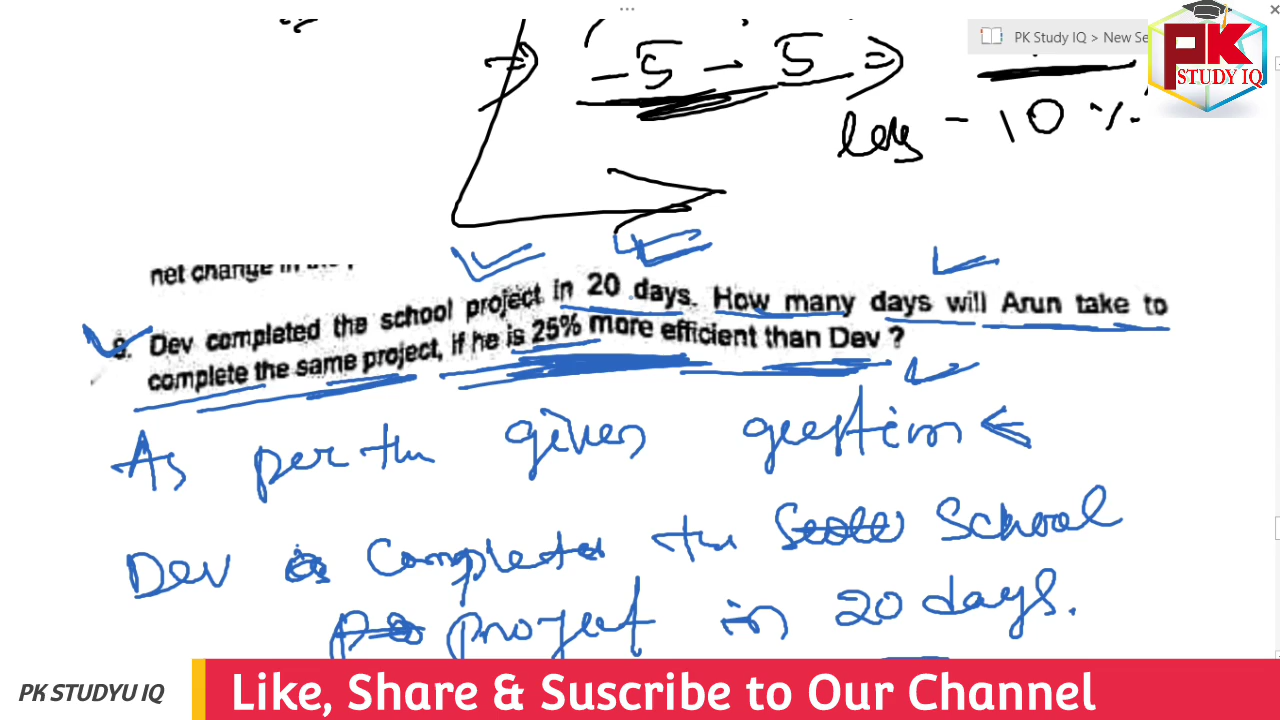 PK Study IQ > New Se
PK
STUDY IQ
- 5 - 5 ⇒
- 10 %.
net change in the
Dev completed the school project in 20 days. How many days will Arun take to
complete the same project, if he is 25% more efficient than Dev ?
As per the given question
Dev completed the School
project in 20 days.
PK STUDYU IQ
Like, Share & Suscribe to Our Channel